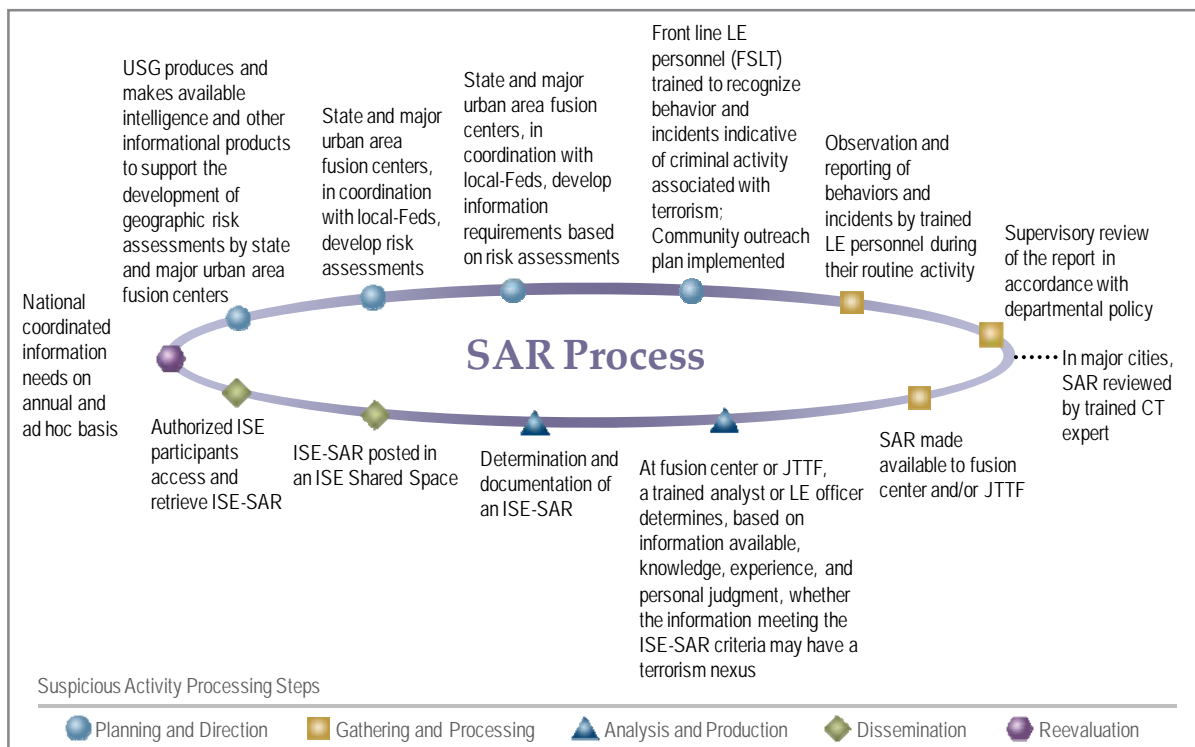 USG produces and
makes available
intelligence and other
informational products
to support the
development of
geographic risk
assessments by state
and major urban area
fusion centers
State and major
urban area
fusion centers,
in coordination
with local-Feds,
develop risk
assessments
State and major
urban area fusion
centers, in
coordination with
local-Feds, develop
information
requirements based
on risk assessments
Front line LE
personnel (FSLT)
trained to recognize
behavior and
incidents indicative
of criminal activity
associated with
terrorism;
Community outreach
plan implemented
Observation and
reporting of
behaviors and
incidents by trained
LE personnel during
their routine activity
Supervisory review
of the report in
accordance with
departmental policy
In major cities,
SAR reviewed
by trained CT
expert
SAR made
available to fusion
center and/or JTTF
At fusion center or JTTF,
a trained analyst or LE officer
determines, based on
information available,
knowledge, experience, and
personal judgment, whether
the information meeting the
ISE-SAR criteria may have a
terrorism nexus
Determination and
documentation of
an ISE-SAR
ISE-SAR posted in
an ISE Shared Space
Authorized ISE
participants
access and
retrieve ISE-SAR
National
coordinated
information
needs on
annual and
ad hoc basis
SAR Process
Suspicious Activity Processing Steps
Planning and Direction
Gathering and Processing
Analysis and Production
Dissemination
Reevaluation